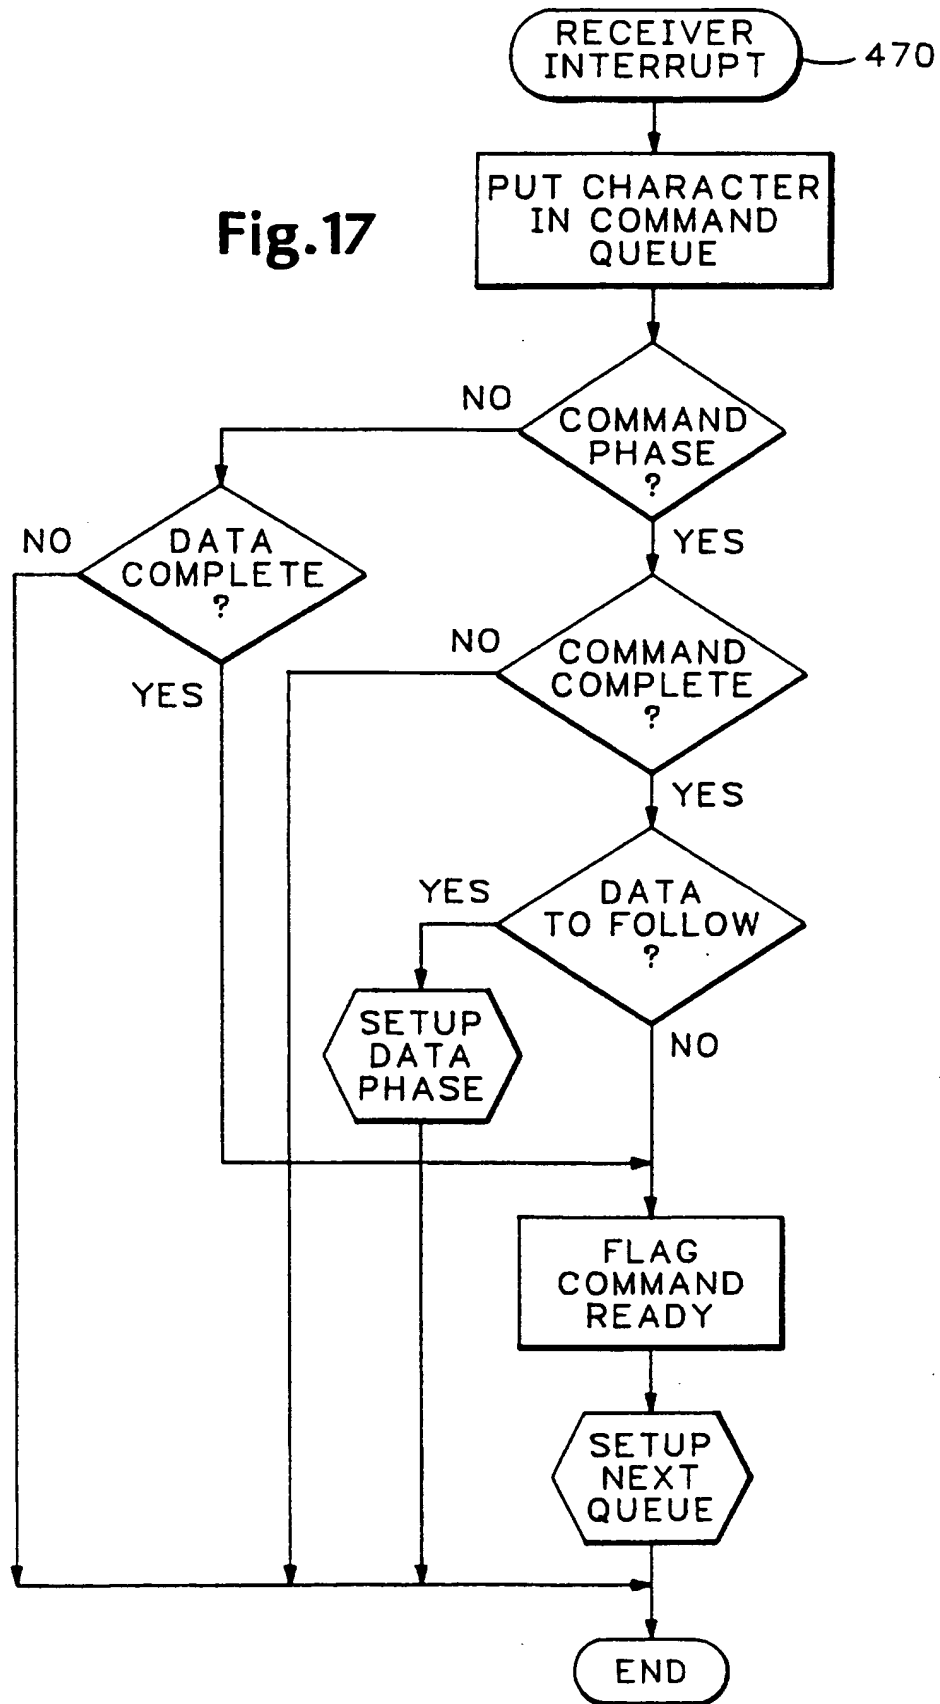 RECEIVER
INTERRUPT
470
PUT CHARACTER
IN COMMAND
QUEUE
Fig.17
NO
COMMAND
PHASE
?
YES
NO
DATA
COMPLETE
?
YES
NO
COMMAND
COMPLETE
?
YES
YES
DATA
TO FOLLOW
?
NO
SETUP
DATA
PHASE
FLAG
COMMAND
READY
SETUP
NEXT
QUEUE
END